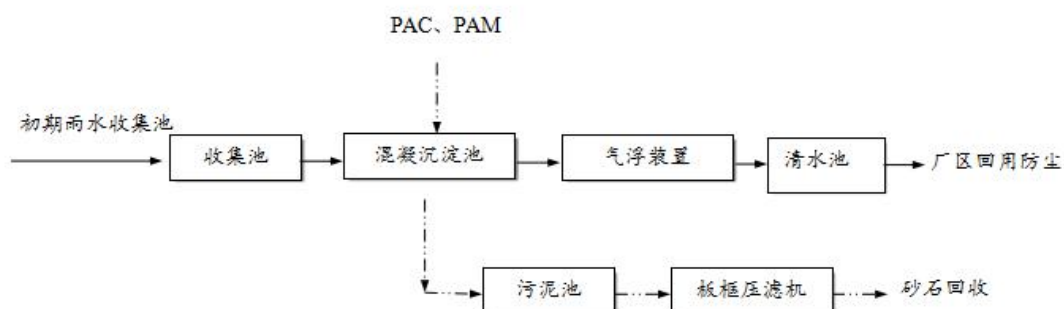 PAC、PAM
初期雨水收集池
收集池
混凝沉淀池
气浮装置
清水池
厂区回用防尘
污泥池
板框压滤机
砂石回收